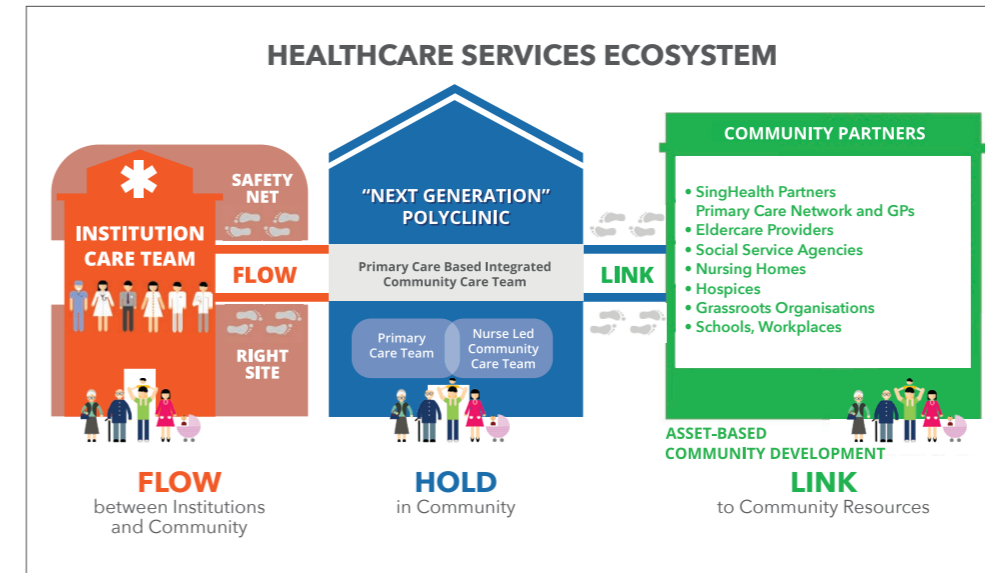 HEALTHCARE SERVICES ECOSYSTEM
SAFETY
NET
INSTITUTION
CARE TEAM
FLOW
RIGHT
SITE
“NEXT GENERATION”
POLYCLINIC
Primary Care Based Integrated
Community Care Team
Primary
Care Team
Nurse Led
Community
Care Team
LINK
COMMUNITY PARTNERS
• SingHealth Partners
Primary Care Network and GPs
• Eldercare Providers
• Social Service Agencies
• Nursing Homes
• Hospices
• Grassroots Organisations
• Schools, Workplaces
ASSET-BASED
COMMUNITY DEVELOPMENT
FLOW
between Institutions
and Community
HOLD
in Community
LINK
to Community Resources